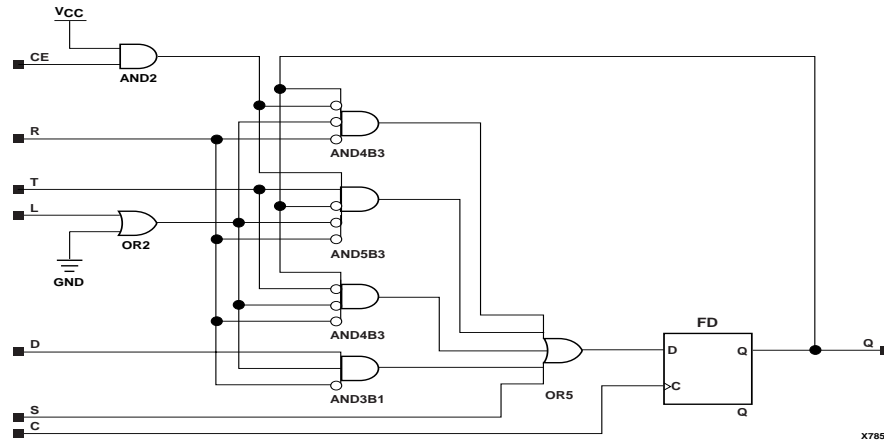 VCC
CE
AND2
R
AND4B3
T
L
OR2
AND5B3
GND
AND4B3
FD
D
Q
Q
D
C
OR5
AND3B1
Q
S
C
X785